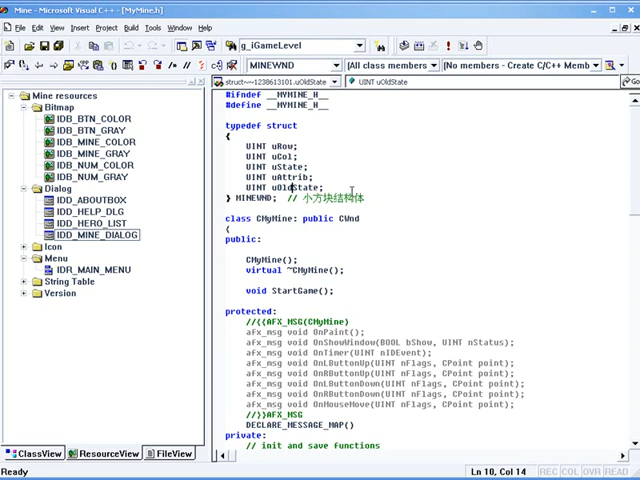 Mine - Microsoft Visual C++ - [MyMine.h]
File Edit View Insert Project Build Tools Window Help
g_iGameLevel
MINEWND (All class members) (No members - Create C/C++ Memb
struct~~1238613101.uOldState UINT uOldState Go
Mine resources
Bitmap
IDB_BTN_COLOR
IDB_BTN_GRAY
IDB_MINE_COLOR
IDB_MINE_GRAY
IDB_NUM_COLOR
IDB_NUM_GRAY
Dialog
IDD_ABOUTBOX
IDD_HELP_DLG
IDD_HERO_LIST
IDD_MINE_DIALOG
Icon
Menu
IDR_MAIN_MENU
String Table
Version
#ifndef __MYMINE_H__
#define __MYMINE_H__
typedef struct
{
UINT uRow;
UINT uCol;
UINT uState;
UINT uAttrib;
UINT uOldState;
} MINEWND; // 小方块结构体
class CMyMine: public CWnd
{
public:
CMyMine();
virtual ~CMyMine();
void StartGame();
protected:
//{{AFX_MSG(CMyMine)
afx_msg void OnPaint();
afx_msg void OnShowWindow(BOOL bShow, UINT nStatus);
afx_msg void OnTimer(UINT nIDEvent);
afx_msg void OnLButtonUp(UINT nFlags, CPoint point);
afx_msg void OnRButtonUp(UINT nFlags, CPoint point);
afx_msg void OnLButtonDown(UINT nFlags, CPoint point);
afx_msg void OnRButtonDown(UINT nFlags, CPoint point);
afx_msg void OnMouseMove(UINT nFlags, CPoint point);
//}}AFX_MSG
DECLARE_MESSAGE_MAP()
private:
// init and save functions
ClassView ResourceView FileView
Ready Ln 10, Col 14 REC COL OVR READ